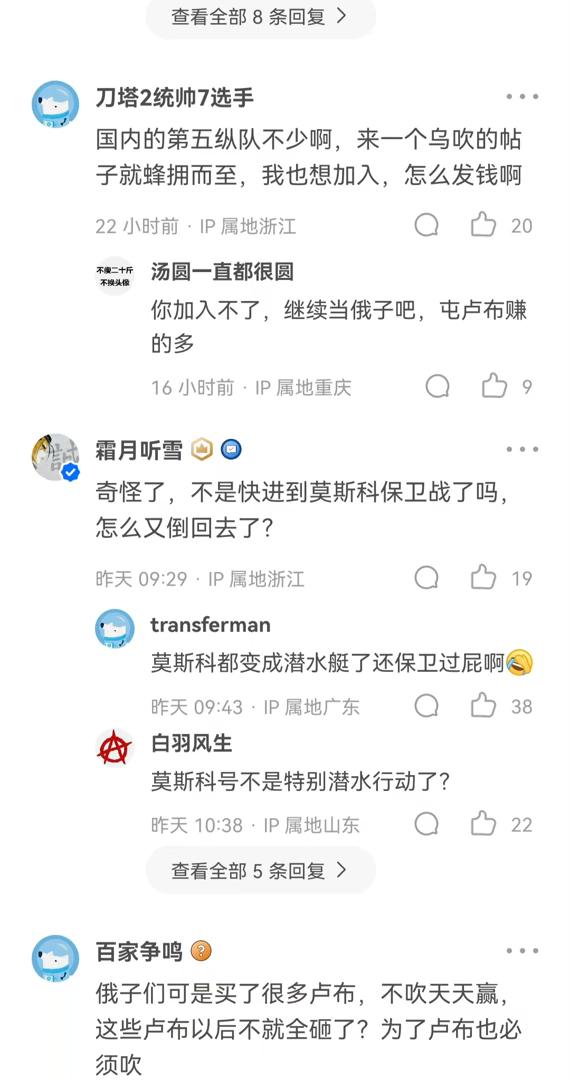 查看全部 8 条回复
刀塔2统帅7选手
国内的第五纵队不少啊，来一个乌吹的帖
子就蜂拥而至，我也想加入，怎么发钱啊
22 小时前 · IP 属地浙江
20
不瘦二十斤
不换头像
汤圆一直都很圆
你加入不了，继续当俄子吧，屯卢布赚
的多
16 小时前 · IP 属地重庆
9
霜月听雪
奇怪了，不是快进到莫斯科保卫战了吗，
怎么又倒回去了？
昨天 09:29 · IP 属地浙江
19
transferman
莫斯科都变成潜水艇了还保卫过屁啊
昨天 09:43 · IP 属地广东
38
白羽风生
莫斯科号不是特别潜水行动了？
昨天 10:38 · IP 属地山东
22
查看全部 5 条回复
百家争鸣
俄子们可是买了很多卢布，不吹天天赢，
这些卢布以后不就全砸了？为了卢布也必
须吹